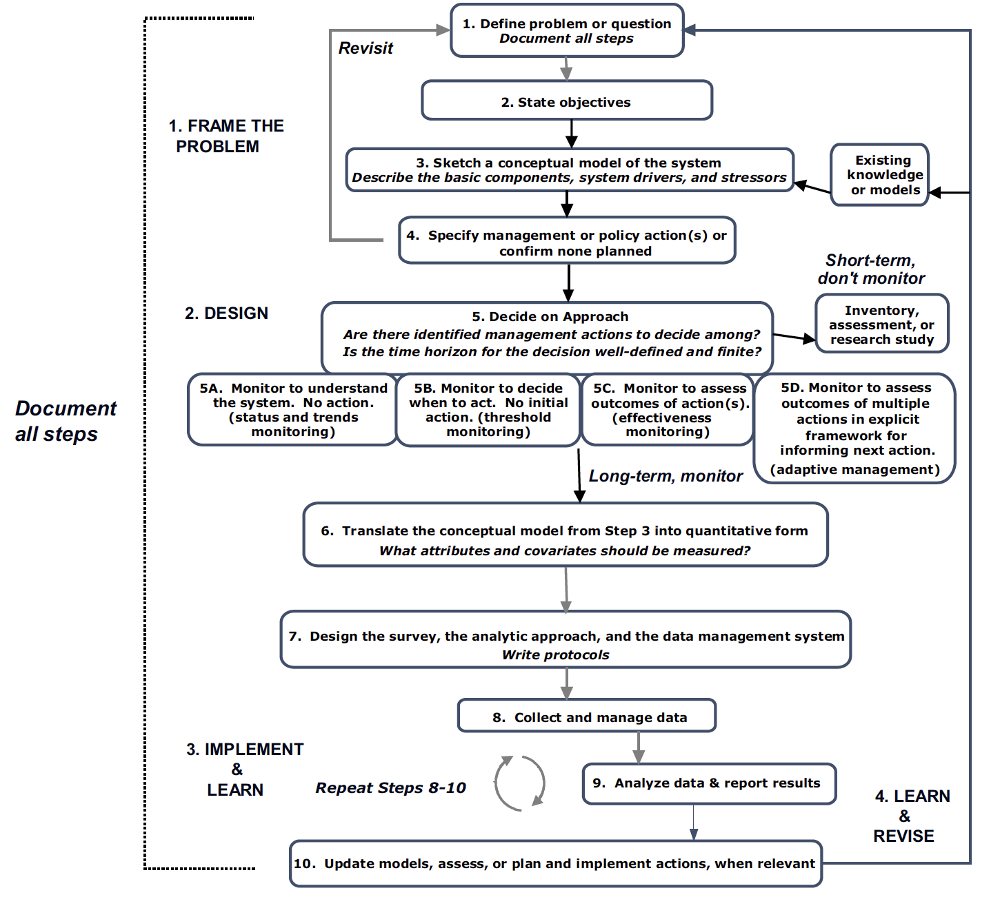 1. Define problem or question
Document all steps
Revisit
2. State objectives
1. FRAME THE
PROBLEM
3. Sketch a conceptual model of the system
Describe the basic components, system drivers, and stressors
Existing
knowledge
or models
4. Specify management or policy action(s) or
confirm none planned
Short-term,
don't monitor
2. DESIGN
5. Decide on Approach
Are there identified management actions to decide among?
Is the time horizon for the decision well-defined and finite?
Inventory,
assessment, or
research study
5A. Monitor to understand
the system. No action.
(status and trends
monitoring)
5B. Monitor to decide
when to act. No initial
action. (threshold
monitoring)
5C. Monitor to assess
outcomes of action(s).
(effectiveness
monitoring)
5D. Monitor to assess
outcomes of multiple
actions in explicit
framework for
informing next action.
(adaptive management)
Document
all steps
Long-term, monitor
6. Translate the conceptual model from Step 3 into quantitative form
What attributes and covariates should be measured?
7. Design the survey, the analytic approach, and the data management system
Write protocols
8. Collect and manage data
3. IMPLEMENT
&
LEARN
Repeat Steps 8-10
9. Analyze data & report results
4. LEARN
&
REVISE
10. Update models, assess, or plan and implement actions, when relevant